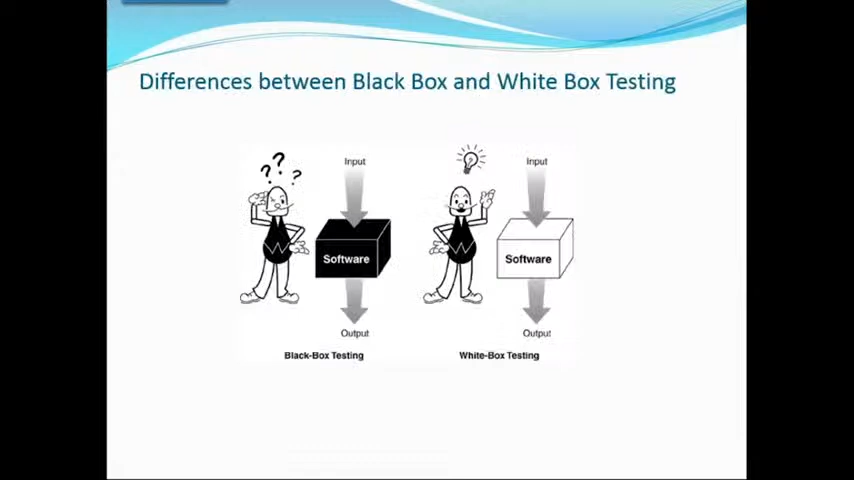 Differences between Black Box and White Box Testing
? ? ?
Input
Software
Output
Black-Box Testing
Input
Software
Output
White-Box Testing